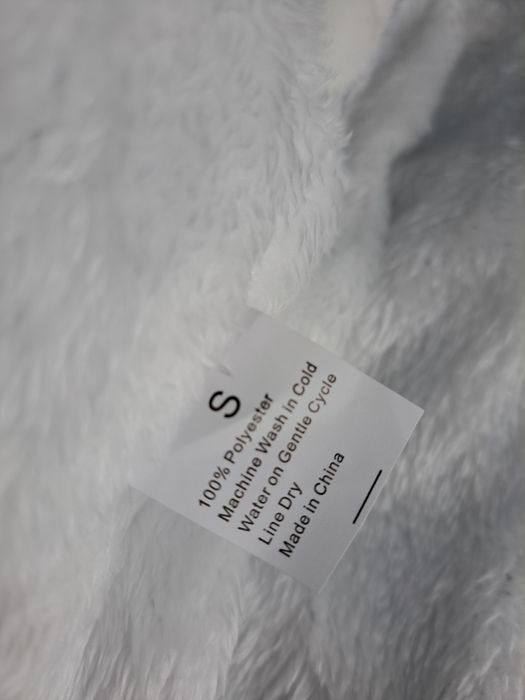 S
100% Polyester
Machine Wash in Cold
Water on Gentle Cycle
Line Dry
Made in China